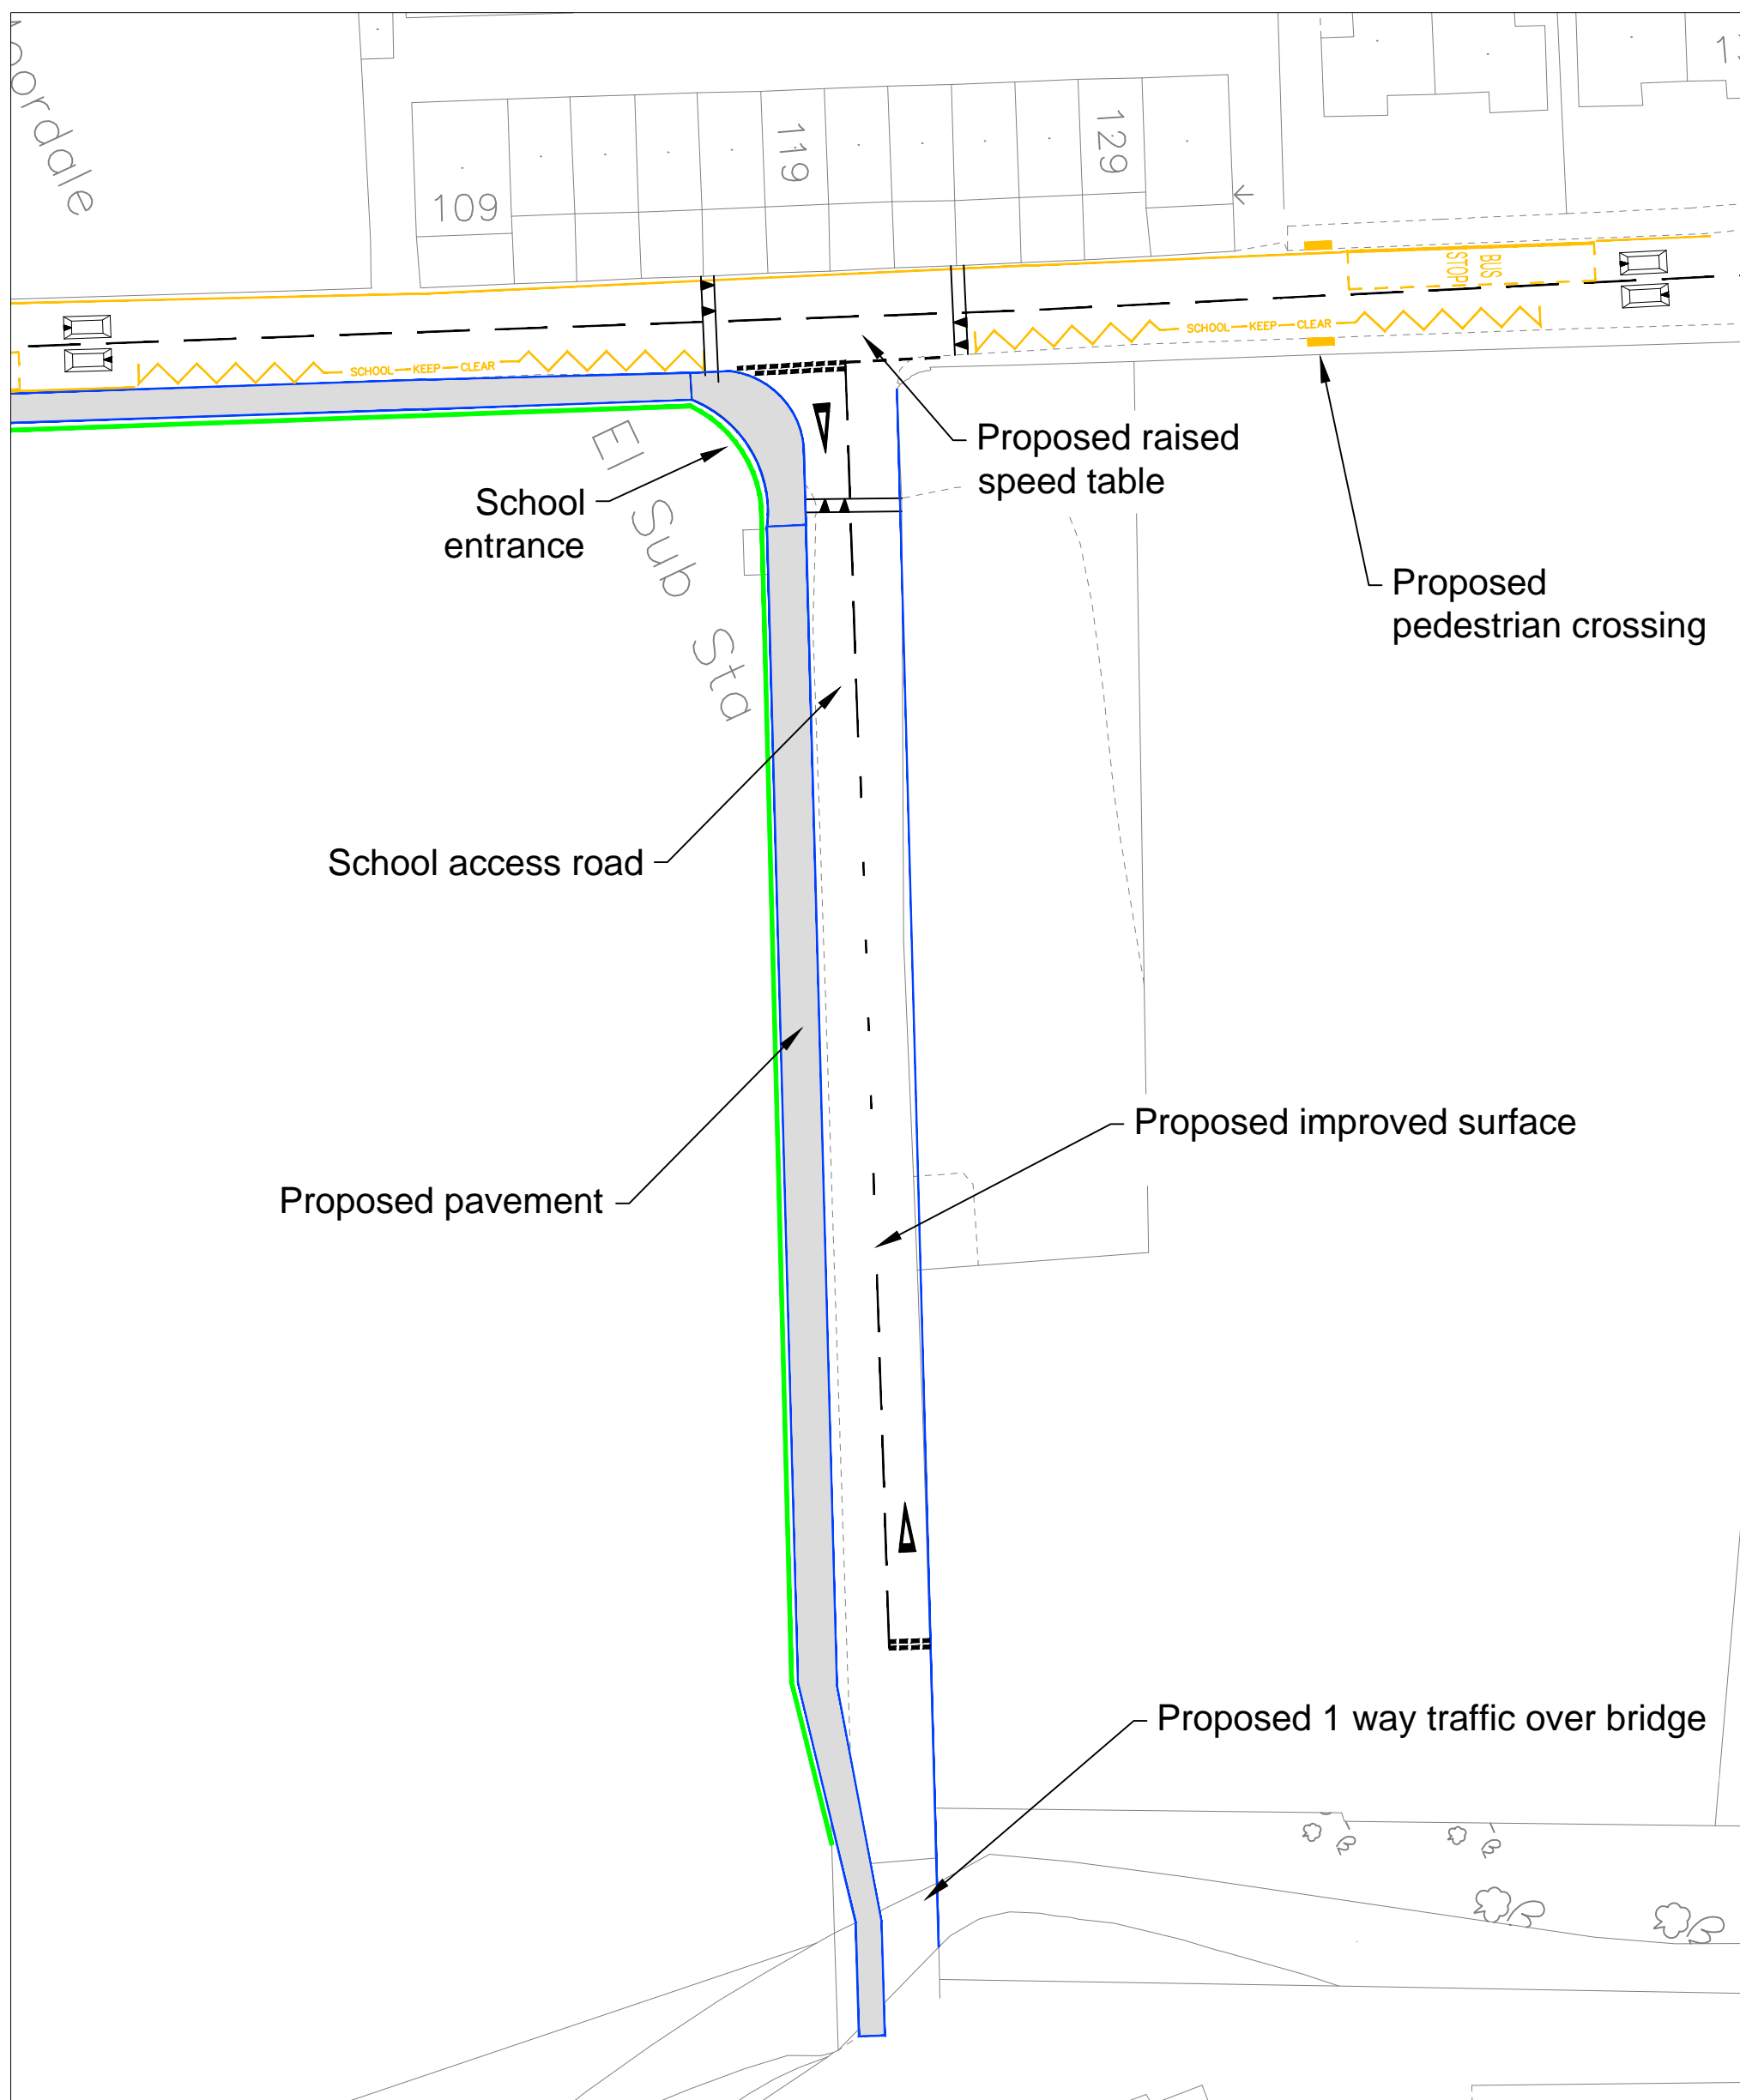 109
119
129
BUS
STOP
SCHOOL KEEP CLEAR
SCHOOL KEEP CLEAR
Proposed raised
speed table
School
entrance
El Sub Sta
Proposed
pedestrian crossing
School access road
Proposed improved surface
Proposed pavement
Proposed 1 way traffic over bridge